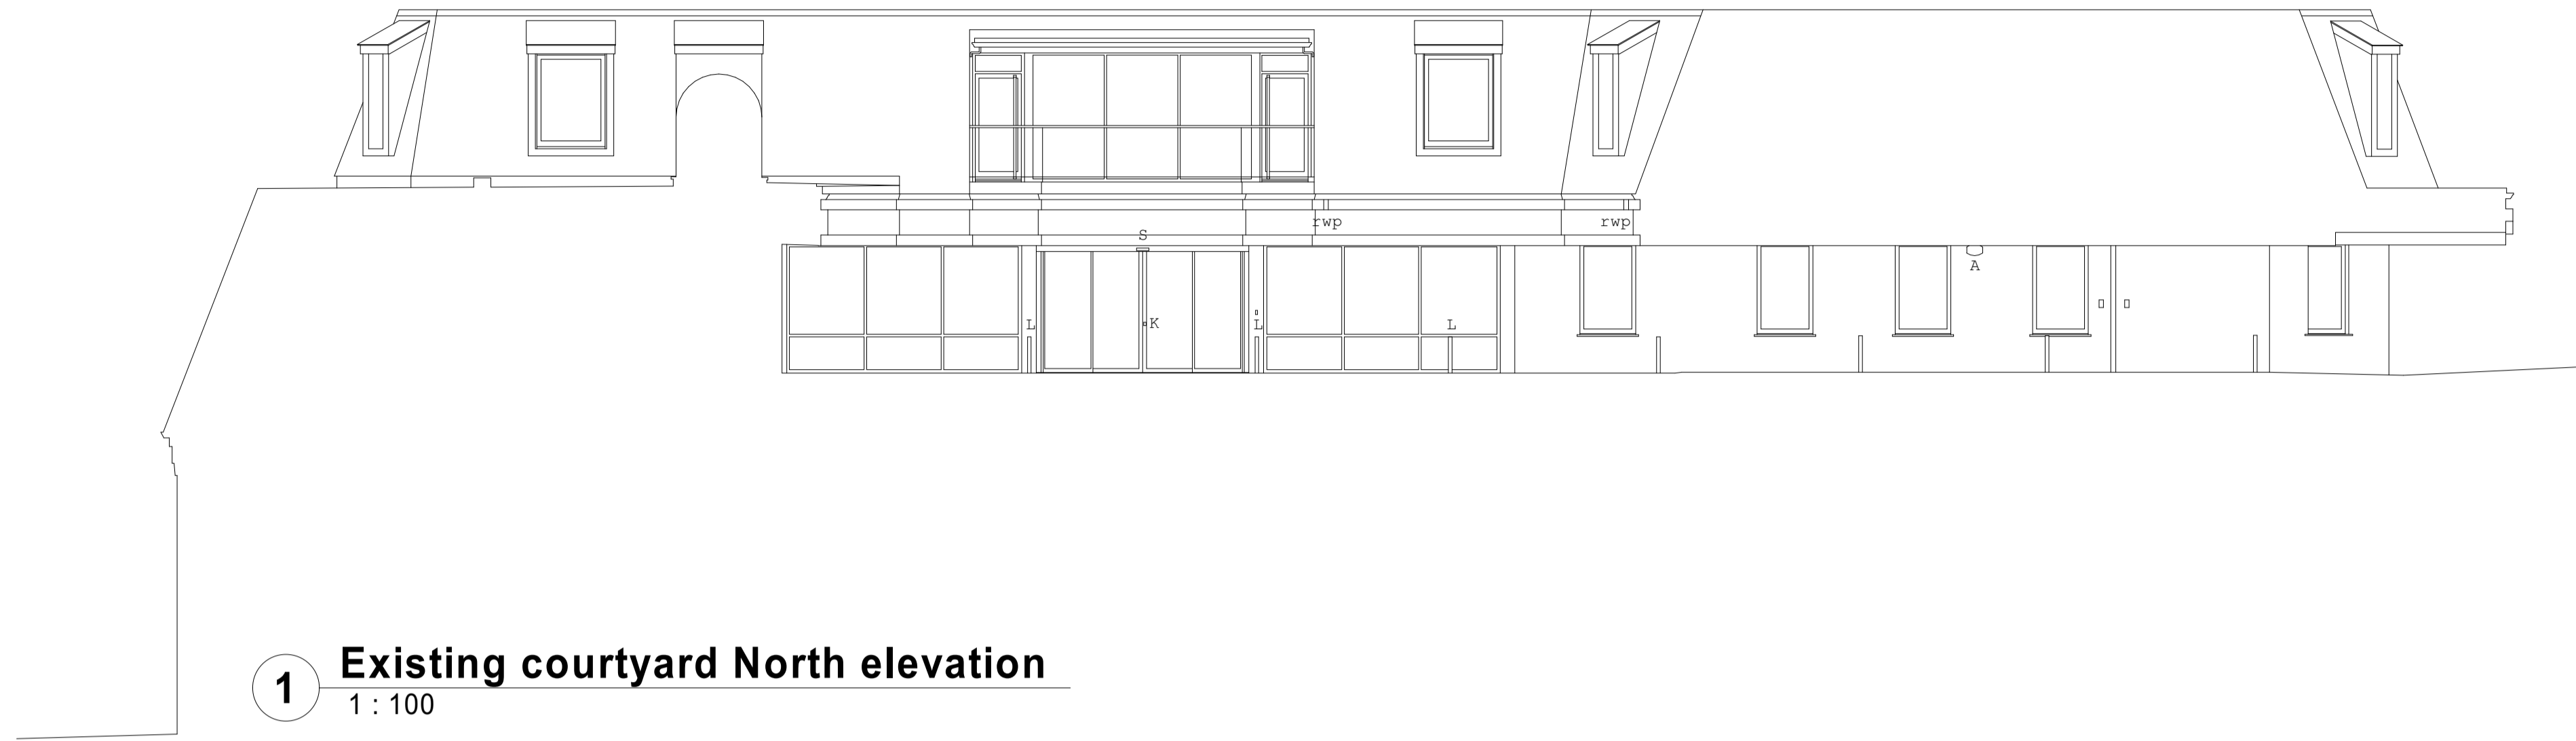 rwp rwp
S
A
L K L L
1 Existing courtyard North elevation
1 : 100